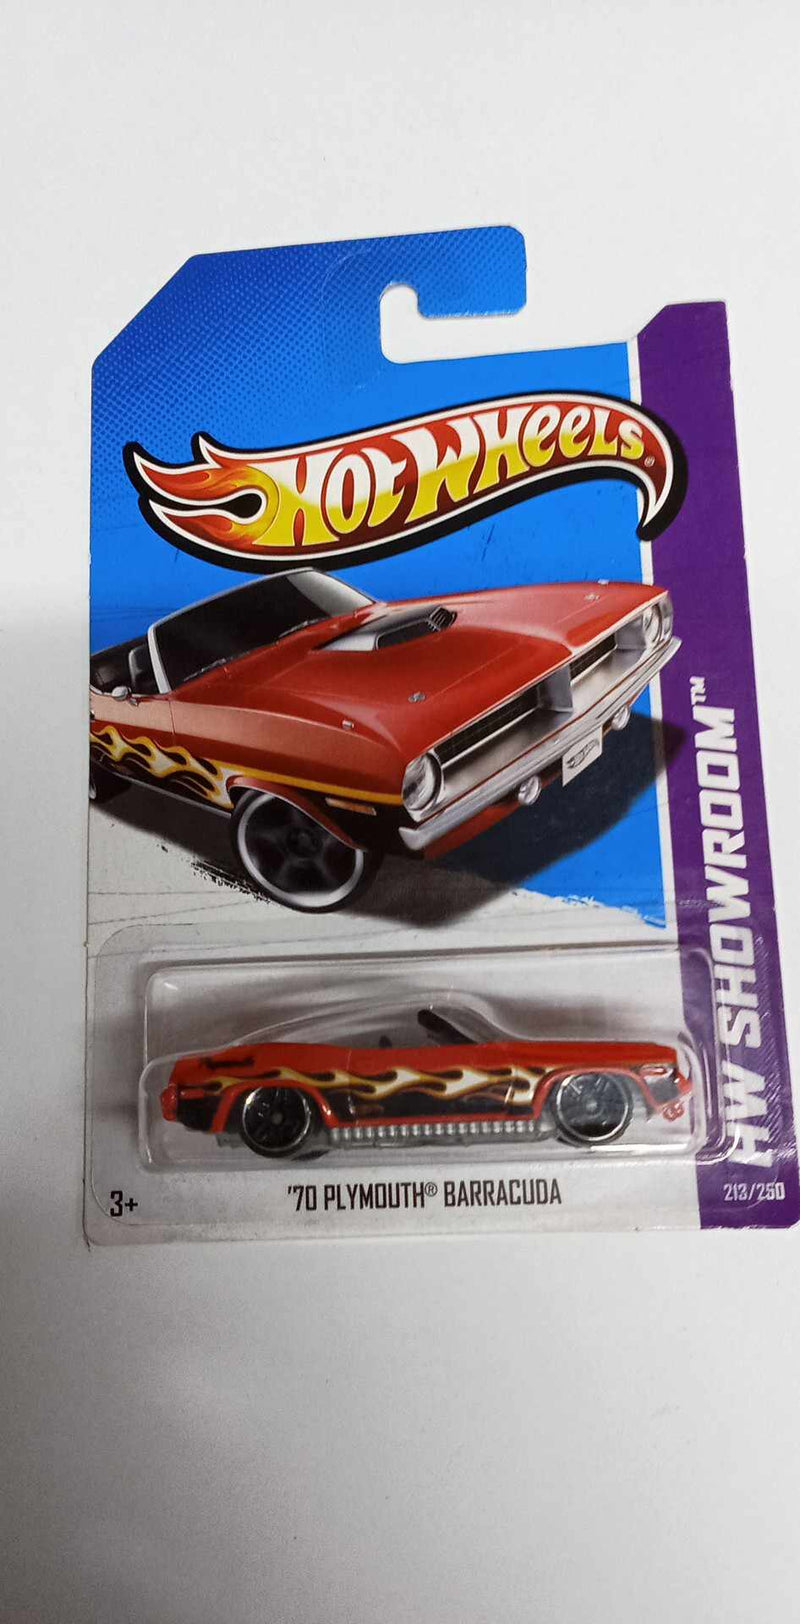 HOT WHEELS®
HW SHOWROOM™
'70 PLYMOUTH® BARRACUDA
3+
213/250